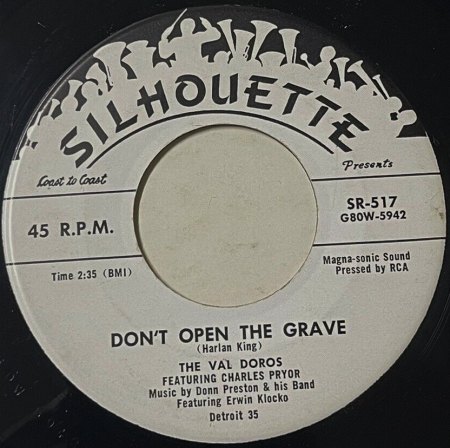 SILHOUETTE
Coast to Coast
Presents
45 R.P.M.
SR-517
G80W-5942
Time 2:35 (BMI)
Magna-sonic Sound
Pressed by RCA
DON'T OPEN THE GRAVE
(Harlan King)
THE VAL DOROS
FEATURING CHARLES PRYOR
Music by Donn Preston & his Band
Featuring Erwin Klocko
Detroit 35